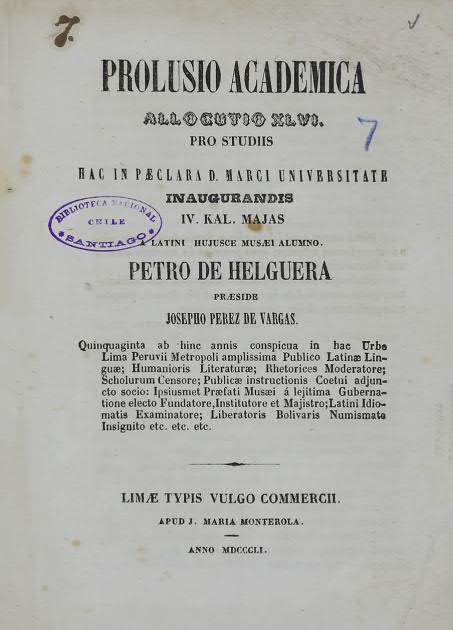 7.
PROLUSIO ACADEMICA
ALLOCUTIO XLVI.
PRO STUDIIS
7
HAC IN PÆCLARA D. MARCI UNIVERSITATE
INAUGURANDIS
IV. KAL. MAJAS
BIBLIOTECA NACIONAL
CHILE
* SANTIAGO *
A LATINI HUJUSCE MUSÆI ALUMNO.
PETRO DE HELGUERA
PRÆSIDE
JOSEPHO PEREZ DE VARGAS.
Quinquaginta ab hinc annis conspicua in hac Urbe
Lima Peruvii Metropoli amplissima Publico Latinæ Lin-
guæ; Humanioris Literaturæ; Rhetorices Moderatore;
Scholurum Censore; Publicæ instructionis Coetui adjun-
cto socio: Ipsiusmet Præfati Musæi á lejitima Guberna-
tione electo Fundatore, Institutore et Majistro; Latini Idio-
matis Examinatore; Liberatoris Bolivaris Numismate
Insignito etc. etc. etc.
LIMÆ TYPIS VULGO COMMERCII.
APUD J. MARIA MONTEROLA.
ANNO MDCCCLI.